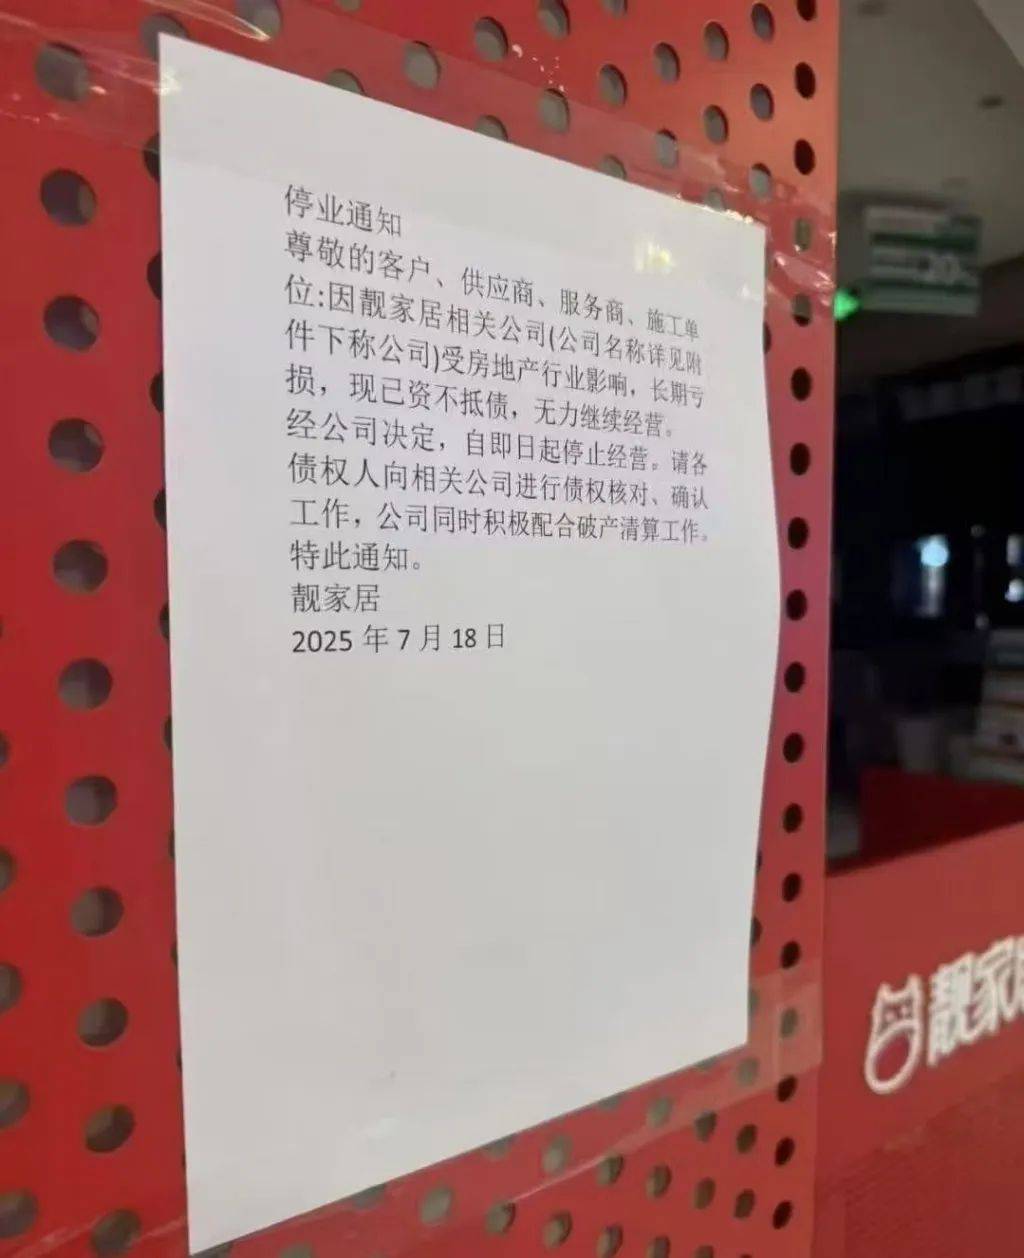 停业通知
尊敬的客户、供应商、服务商、施工单
位:因靓家居相关公司(公司名称详见附
件下称公司)受房地产行业影响，长期亏
损，现已资不抵债，无力继续经营。
经公司决定，自即日起停止经营。请各
债权人向相关公司进行债权核对、确认
工作，公司同时积极配合破产清算工作。
特此通知。
靓家居
2025 年 7 月 18 日
靓家